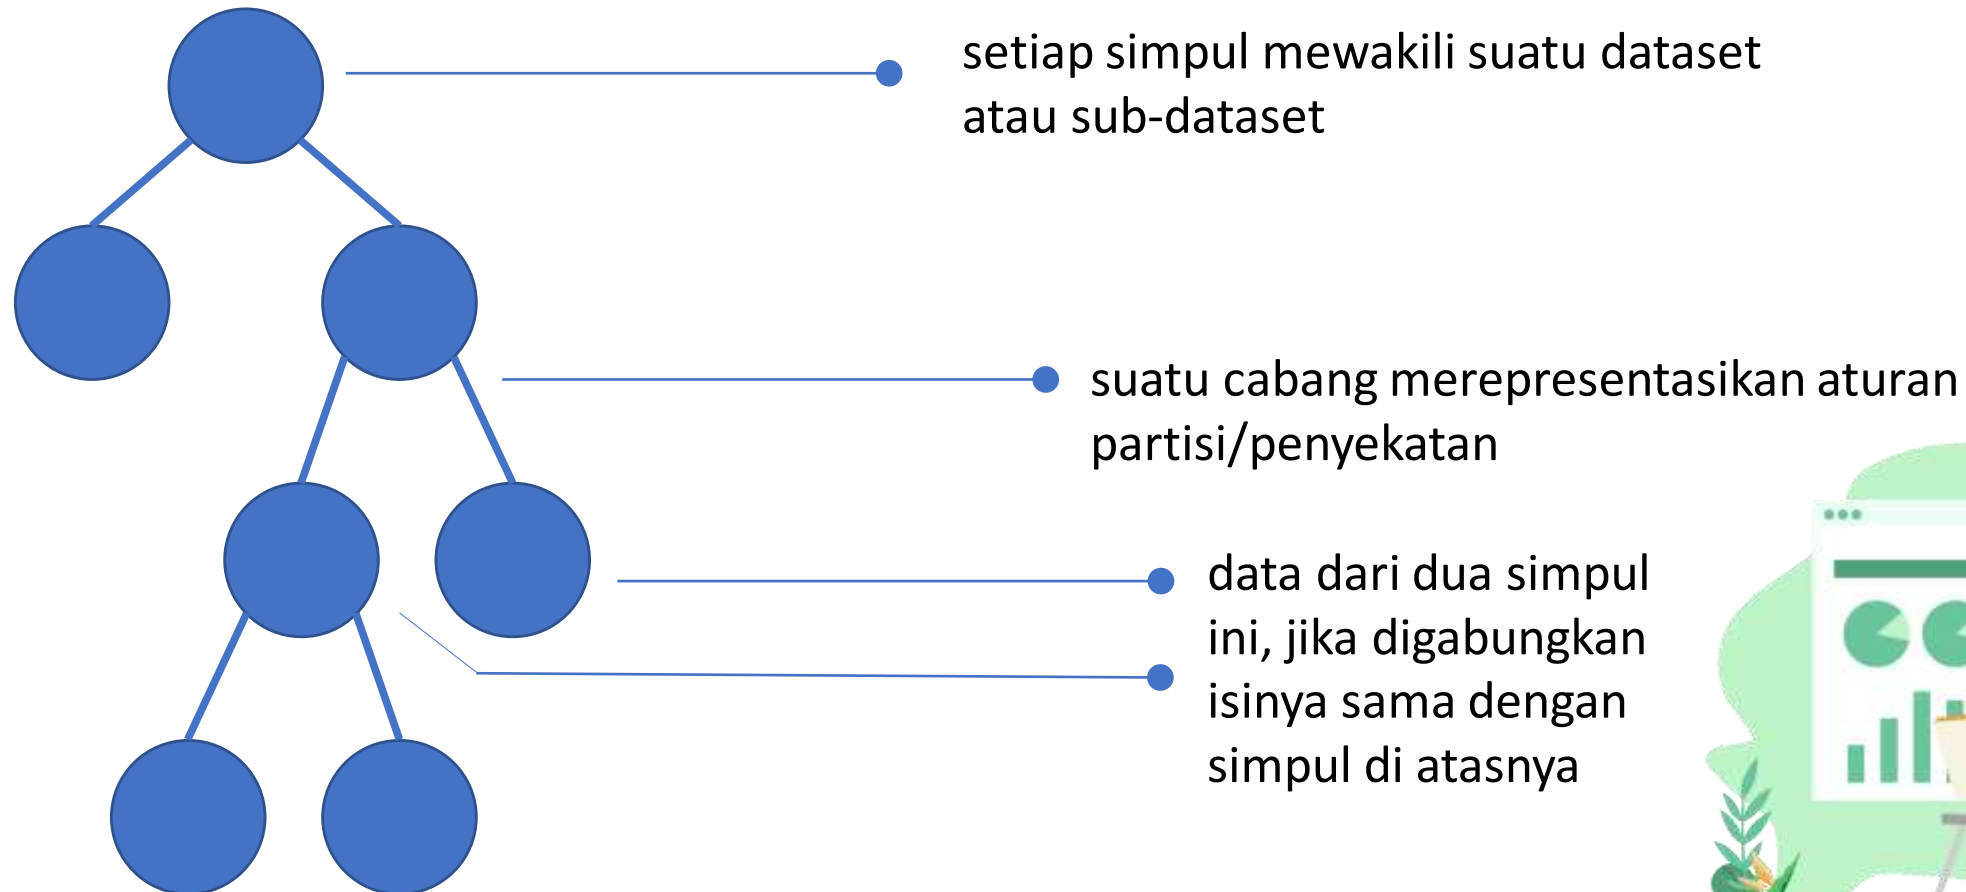 setiap simpul mewakili suatu dataset
atau sub-dataset
suatu cabang merepresentasikan aturan
partisi/penyekatan
data dari dua simpul
ini, jika digabungkan
isinya sama dengan
simpul di atasnya